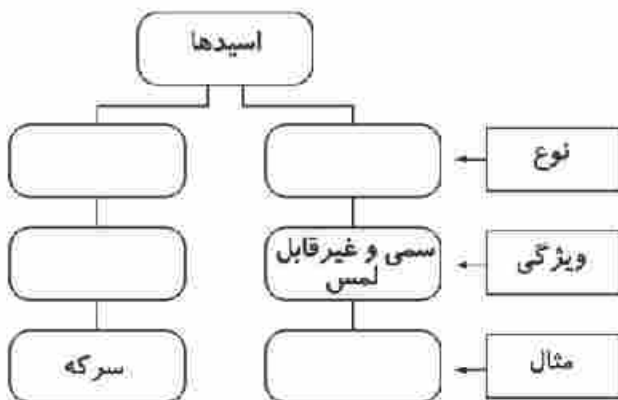 اسیدها
نوع
سمی و غیرقابل
لمس
ویژگی
مثال
سرکه